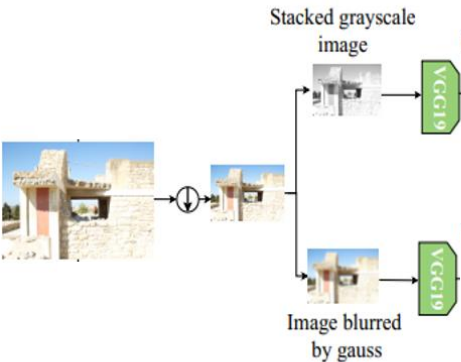 Stacked grayscale
image
VGG19
VGG19
Image blurred
by gauss